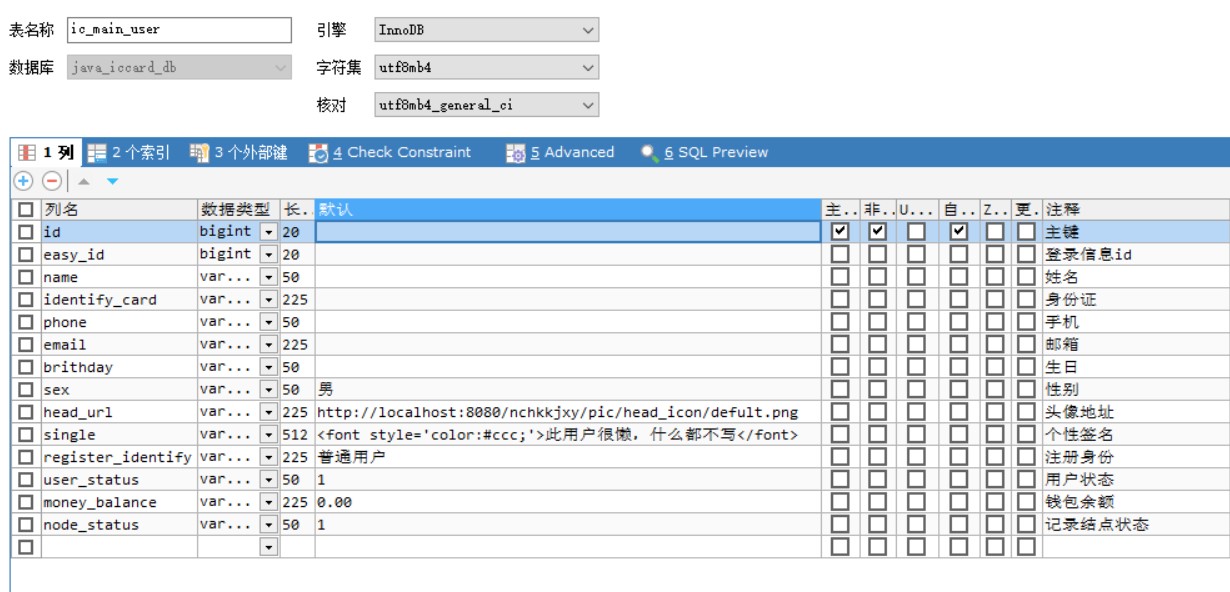 表名称 ic_main_user 引擎 InnoDB
数据库 java_iccard_db 字符集 utf8mb4
核对 utf8mb4_general_ci
1 列 2 个索引 3 个外部键 4 Check Constraint 5 Advanced 6 SQL Preview
列名 数据类型 长.. 默认 主.. 非.. U... 自.. Z.. 更. 注释
id bigint 20 主键
easy_id bigint 20 登录信息id
name var... 50 姓名
identify_card var... 225 身份证
phone var... 50 手机
email var... 225 邮箱
brithday var... 50 生日
sex var... 50 男 性别
head_url var... 225 http://localhost:8080/nchkkjxy/pic/head_icon/defult.png 头像地址
single var... 512 <font style='color:#ccc;'>此用户很懒，什么都不写</font> 个性签名
register_identify var... 225 普通用户 注册身份
user_status var... 50 1 用户状态
money_balance var... 225 0.00 钱包余额
node_status var... 50 1 记录结点状态